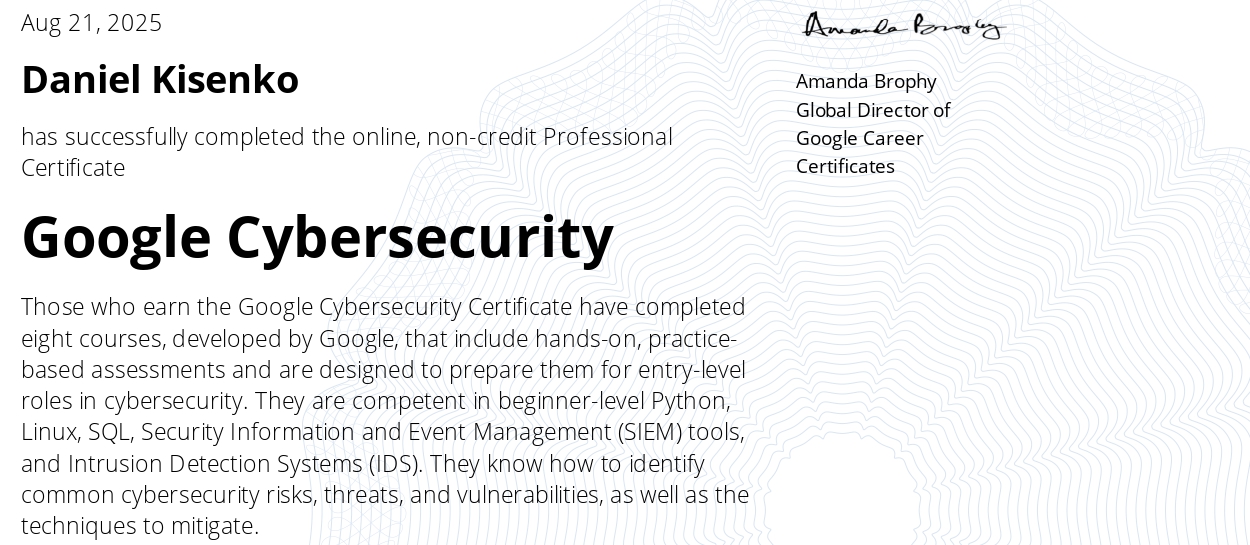 Aug 21, 2025
Daniel Kisenko
has successfully completed the online, non-credit Professional
Certificate
Google Cybersecurity
Those who earn the Google Cybersecurity Certificate have completed
eight courses, developed by Google, that include hands-on, practice-
based assessments and are designed to prepare them for entry-level
roles in cybersecurity. They are competent in beginner-level Python,
Linux, SQL, Security Information and Event Management (SIEM) tools,
and Intrusion Detection Systems (IDS). They know how to identify
common cybersecurity risks, threats, and vulnerabilities, as well as the
techniques to mitigate.
Amanda Brophy
Amanda Brophy
Global Director of
Google Career
Certificates